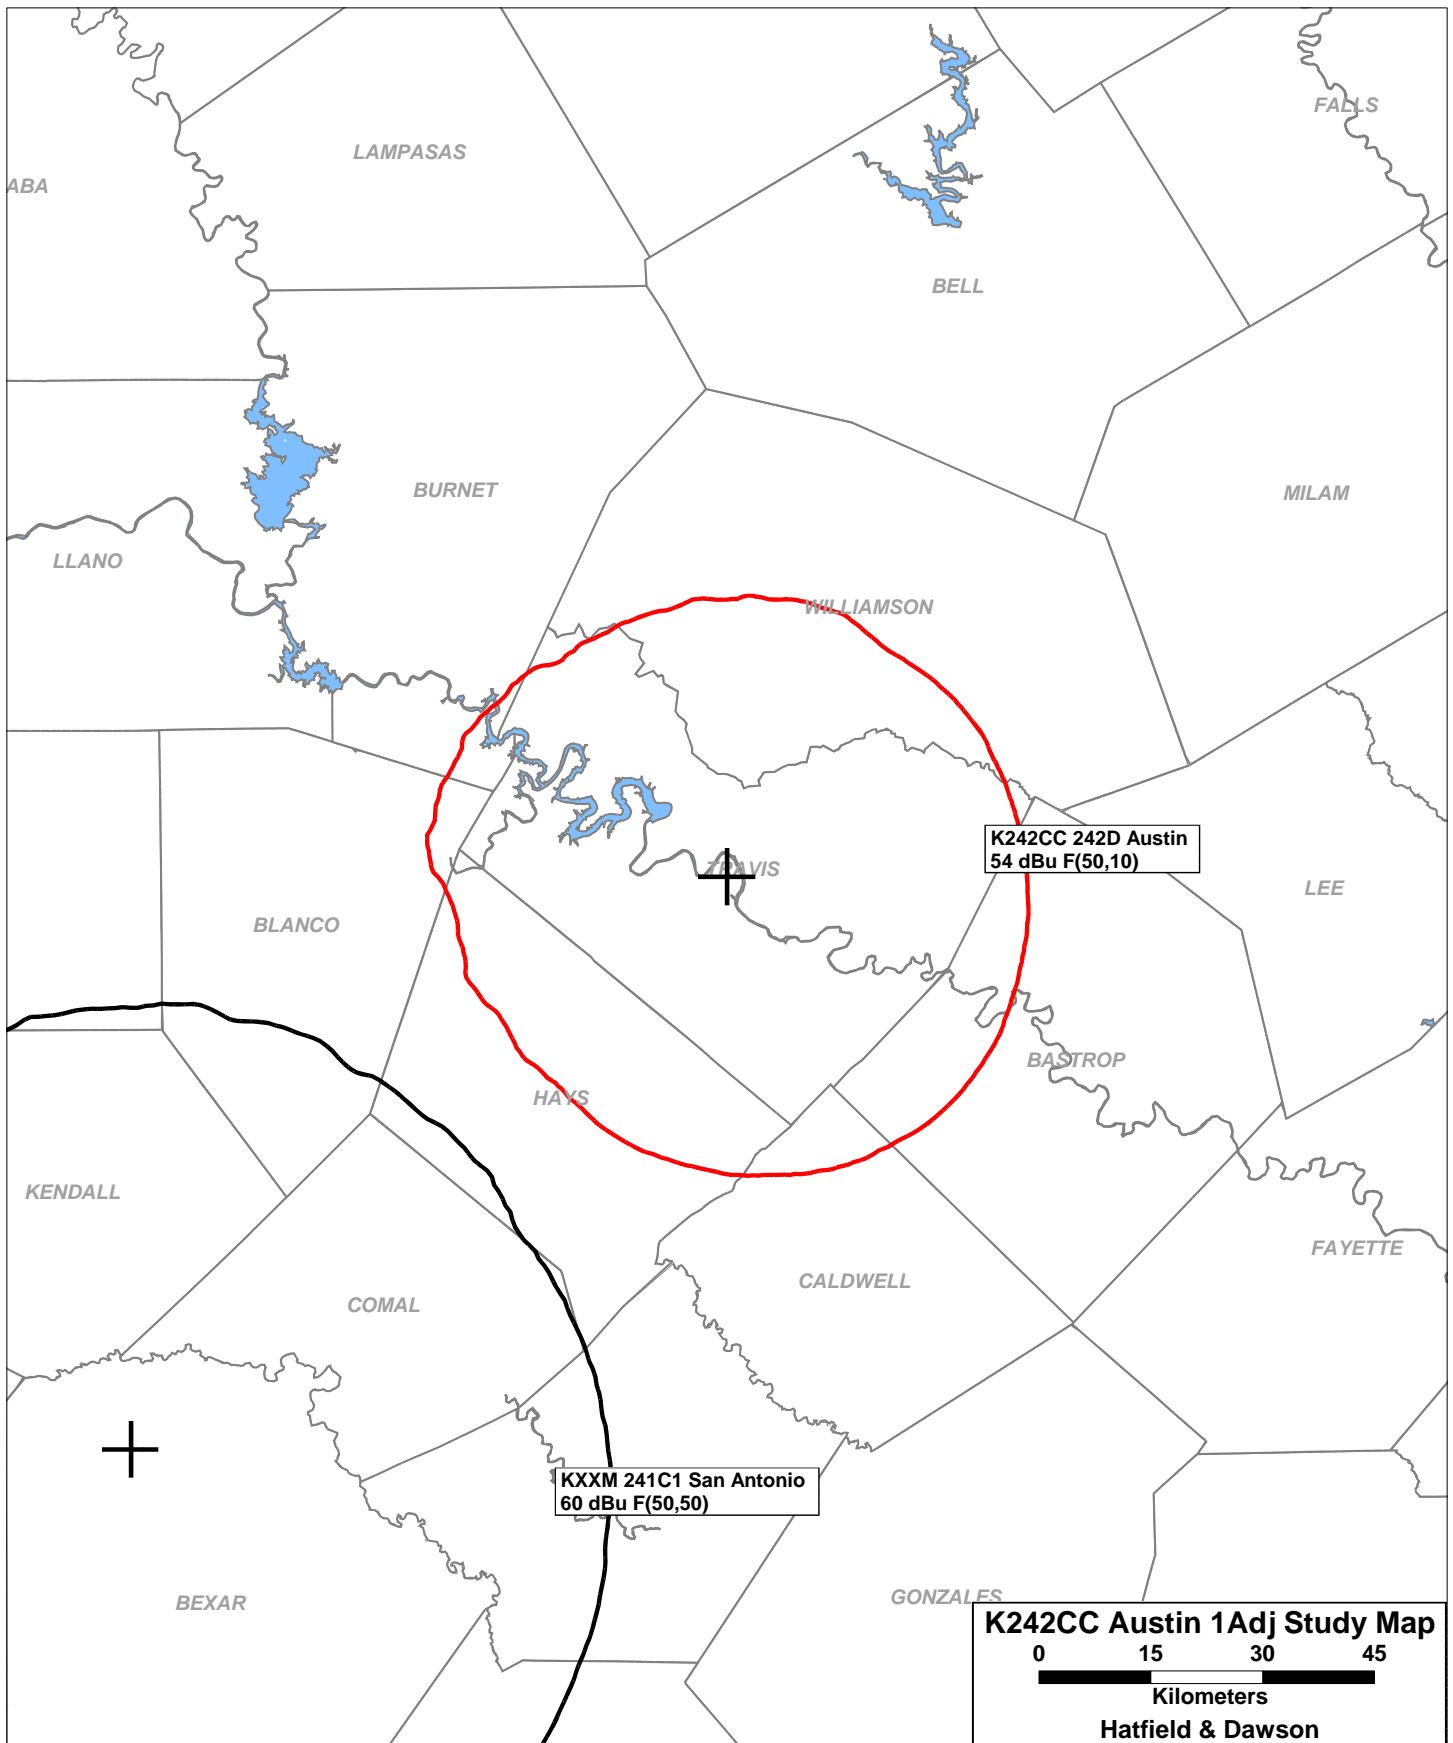 FALLS
LAMPASAS
ABA
BELL
BURNET
MILAM
LLANO
WILLIAMSON
K242CC 242D Austin
54 dBu F(50,10)
TRAVIS
LEE
BLANCO
BASTROP
HAYS
KENDALL
FAYETTE
CALDWELL
COMAL
KXXM 241C1 San Antonio
60 dBu F(50,50)
BEXAR
GONZALES
K242CC Austin 1Adj Study Map
0 15 30 45
Kilometers
Hatfield & Dawson